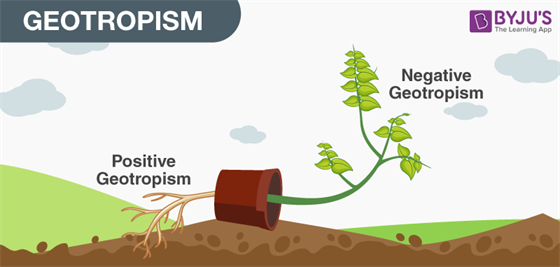 GEOTROPISM
BYJU'S
The Learning App
Negative
Geotropism
Positive
Geotropism